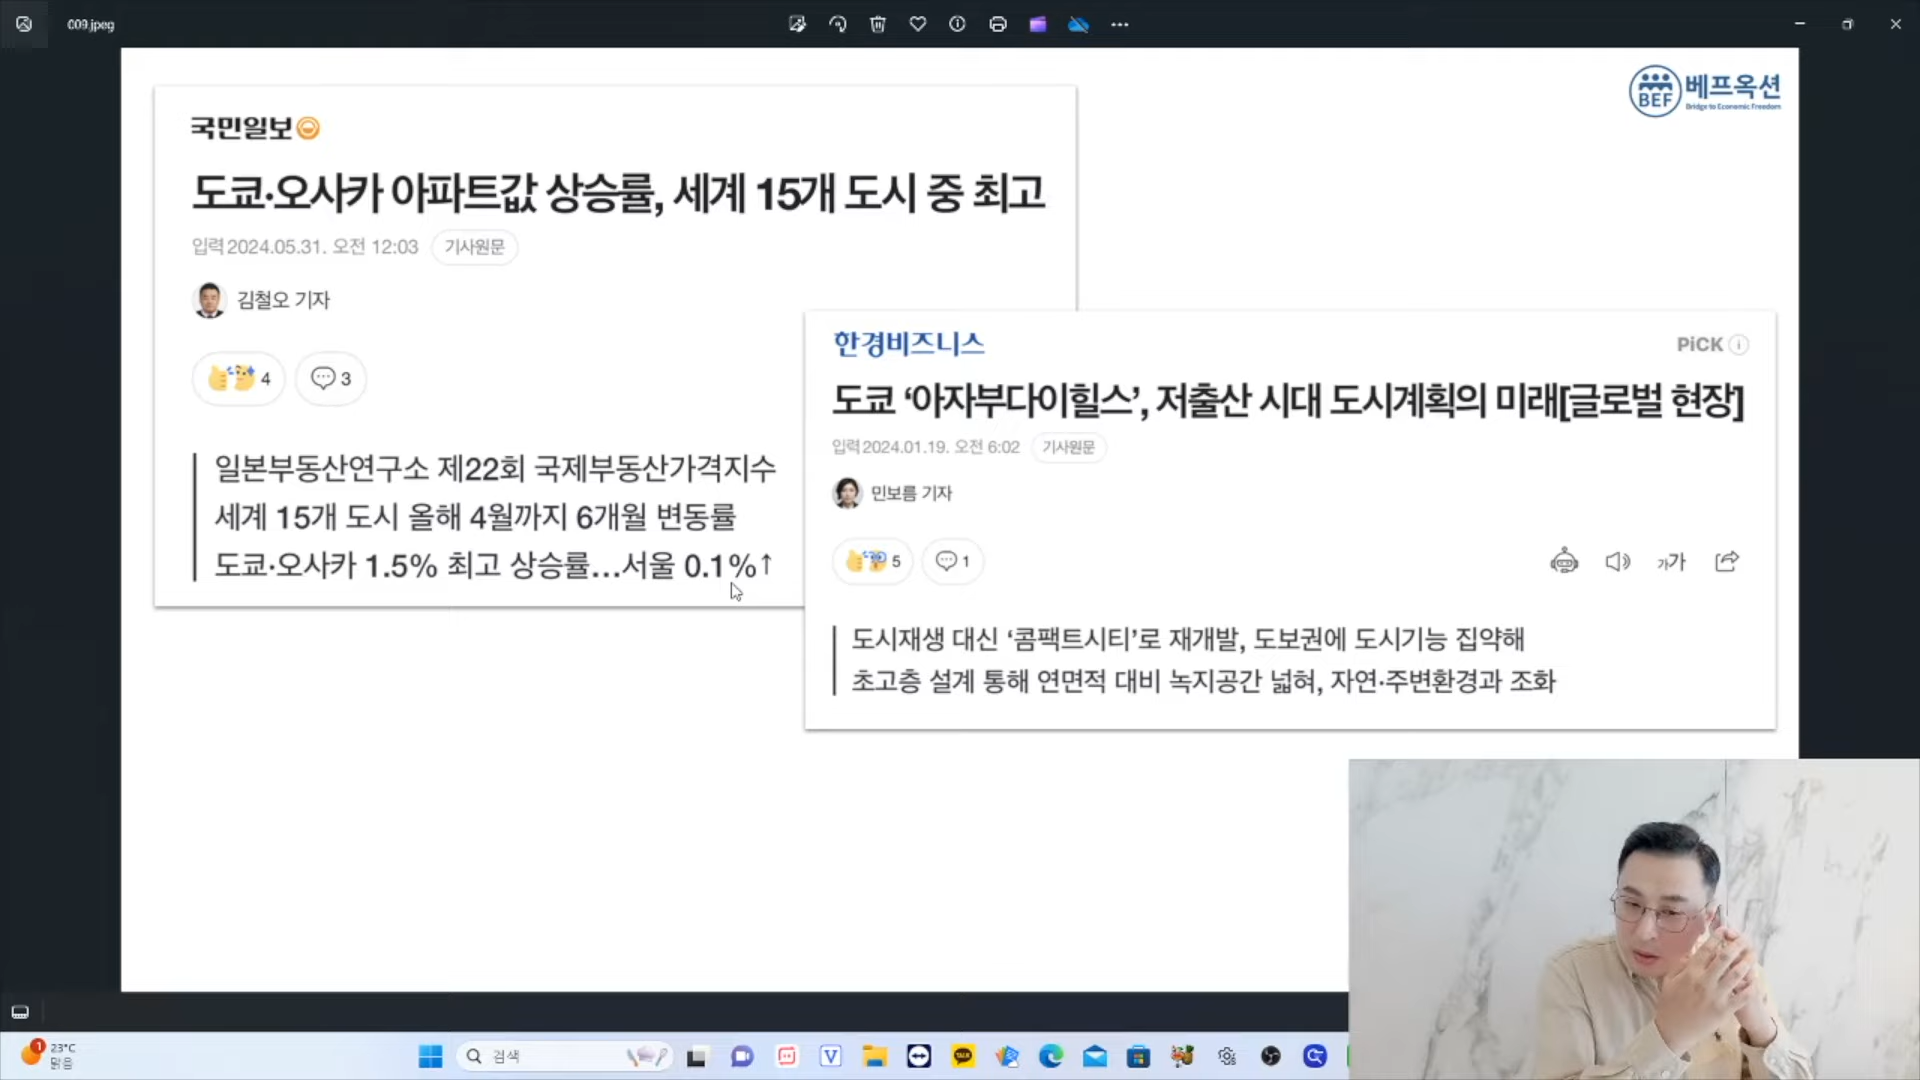 009.jpeg
BEF
베프옥션
Bridge to Economic Freedom
국민일보
도쿄·오사카 아파트값 상승률, 세계 15개 도시 중 최고
입력 2024.05.31. 오전 12:03 기사원문
김철오 기자
4 3
일본부동산연구소 제22회 국제부동산가격지수
세계 15개 도시 올해 4월까지 6개월 변동률
도쿄·오사카 1.5% 최고 상승률…서울 0.1%↑
한경비즈니스
PiCK
도쿄 ‘아자부다이힐스’, 저출산 시대 도시계획의 미래[글로벌 현장]
입력 2024.01.19. 오전 6:02 기사원문
민보름 기자
5 1
가가
도시재생 대신 ‘콤팩트시티’로 재개발, 도보권에 도시기능 집약해
초고층 설계 통해 연면적 대비 녹지공간 넓혀, 자연·주변환경과 조화
1
23°C
맑음
검색
V
TALK